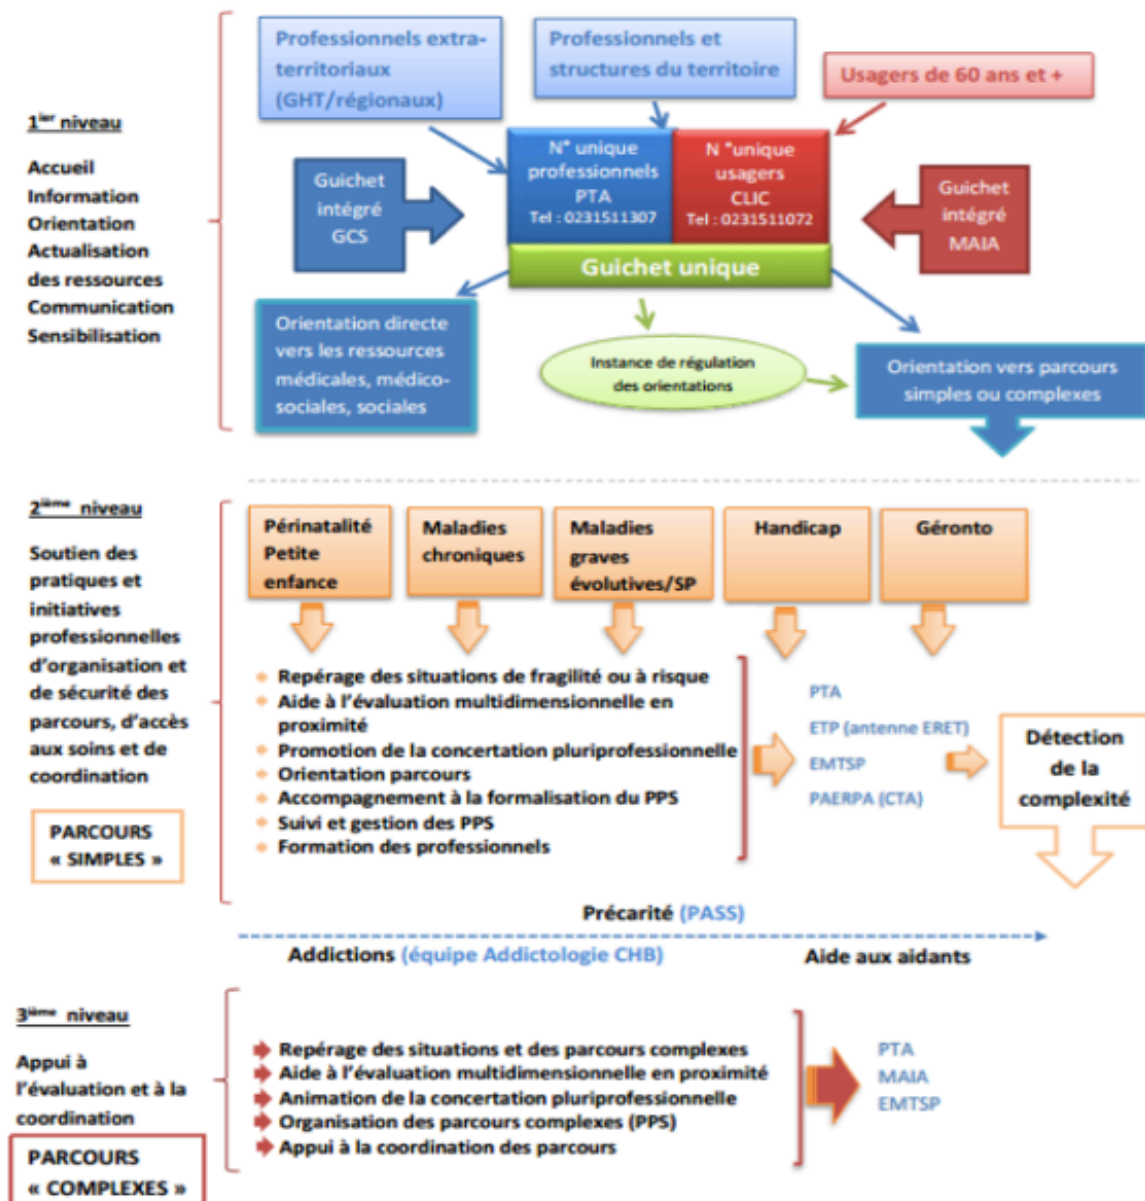 1ier niveau
Accueil
Information
Orientation
Actualisation
des ressources
Communication
Sensibilisation
Professionnels extra-
territoriaux
(GHT/régionaux)
Professionnels et
structures du territoire
Usagers de 60 ans et +
Guichet
intégré
GCS
N° unique
professionnels
PTA
Tel : 0231511307
N °unique
usagers
CLIC
Tel : 0231511072
Guichet
intégré
MAIA
Guichet unique
Orientation directe
vers les ressources
médicales, médico-
sociales, sociales
Instance de régulation
des orientations
Orientation vers parcours
simples ou complexes
2ième niveau
Soutien des
pratiques et
initiatives
professionnelles
d'organisation et
de sécurité des
parcours, d'accès
aux soins et de
coordination
PARCOURS
« SIMPLES »
Périnatalité
Petite
enfance
Maladies
chroniques
Maladies
graves
évolutives/SP
Handicap
Géronto
Repérage des situations de fragilité ou à risque
Aide à l'évaluation multidimensionnelle en
proximité
Promotion de la concertation pluriprofessionnelle
Orientation parcours
Accompagnement à la formalisation du PPS
Suivi et gestion des PPS
Formation des professionnels
PTA
ETP (antenne ERET)
EMTSP
PAERPA (CTA)
Détection
de la
complexité
Précarité (PASS)
Addictions (équipe Addictologie CHB)
Aide aux aidants
3ième niveau
Appui à
l'évaluation et à la
coordination
PARCOURS
« COMPLEXES »
Repérage des situations et des parcours complexes
Aide à l'évaluation multidimensionnelle en proximité
Animation de la concertation pluriprofessionnelle
Organisation des parcours complexes (PPS)
Appui à la coordination des parcours
PTA
MAIA
EMTSP